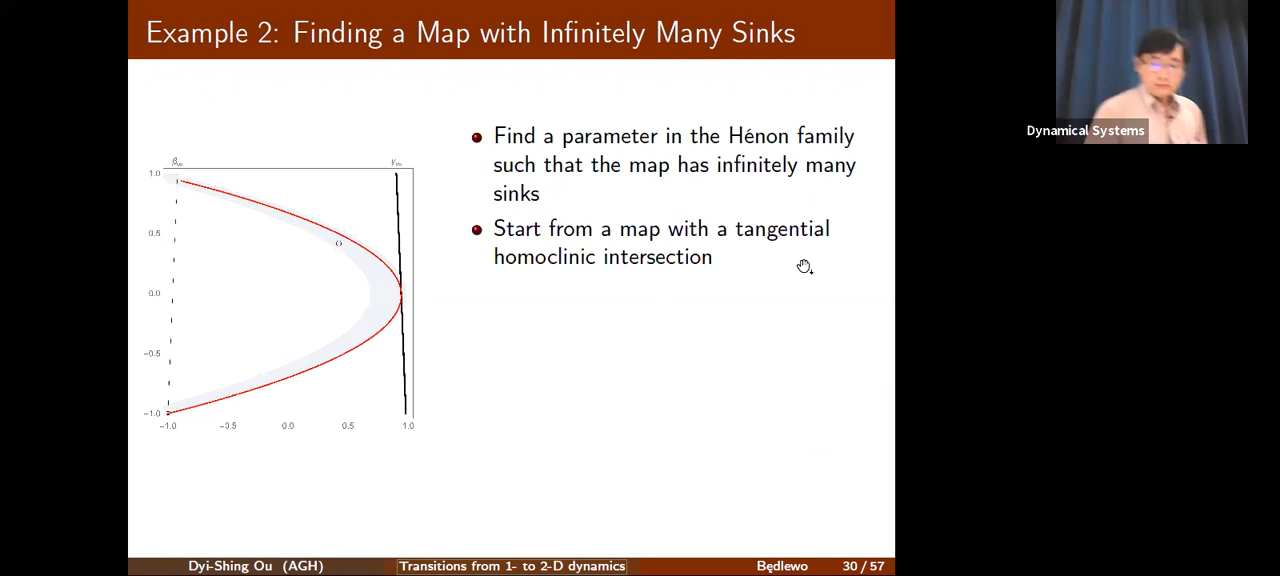 Example 2: Finding a Map with Infinitely Many Sinks
Dynamical Systems
Find a parameter in the Hénon family
such that the map has infinitely many
sinks
Start from a map with a tangential
homoclinic intersection
1.0
0.5
0.0
−0.5
−1.0
−1.0 −0.5 0.0 0.5 1.0
Dyi-Shing Ou (AGH) Transitions from 1- to 2-D dynamics Będlewo 30 / 57